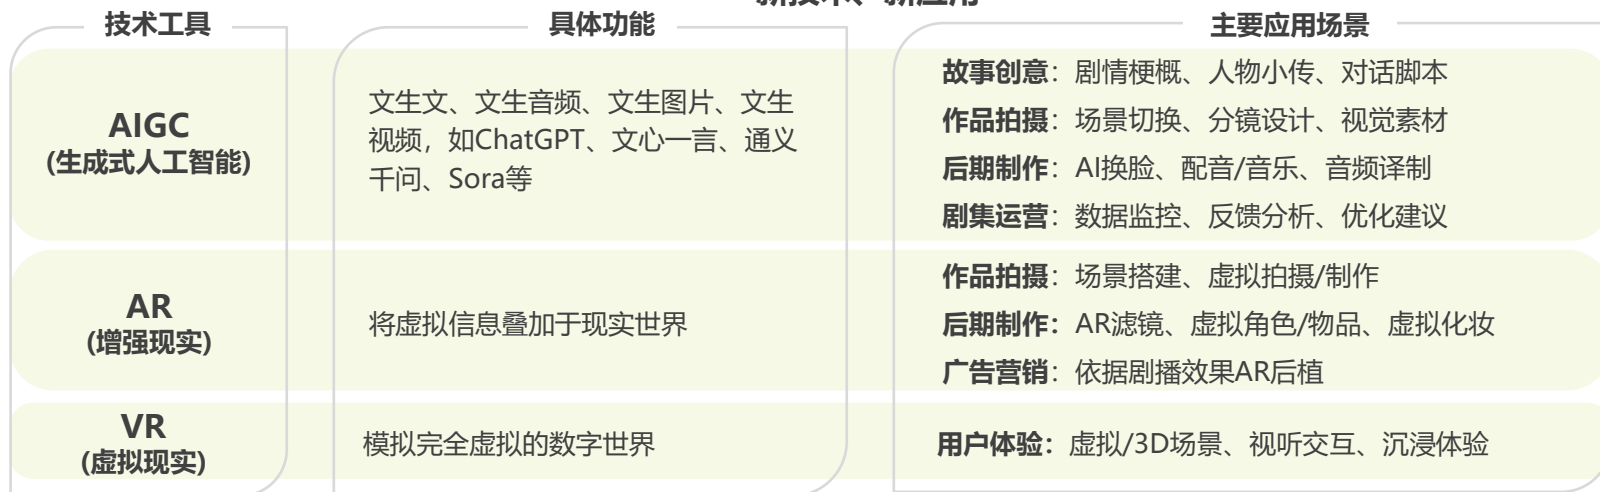 新技术、新应用
技术工具
具体功能
主要应用场景
AIGC
(生成式人工智能)
文生文、文生音频、文生图片、文生
视频，如ChatGPT、文心一言、通义
千问、Sora等
故事创意：剧情梗概、人物小传、对话脚本
作品拍摄：场景切换、分镜设计、视觉素材
后期制作：AI换脸、配音/音乐、音频译制
剧集运营：数据监控、反馈分析、优化建议
AR
(增强现实)
将虚拟信息叠加于现实世界
作品拍摄：场景搭建、虚拟拍摄/制作
后期制作：AR滤镜、虚拟角色/物品、虚拟化妆
广告营销：依据剧播效果AR后植
VR
(虚拟现实)
模拟完全虚拟的数字世界
用户体验：虚拟/3D场景、视听交互、沉浸体验